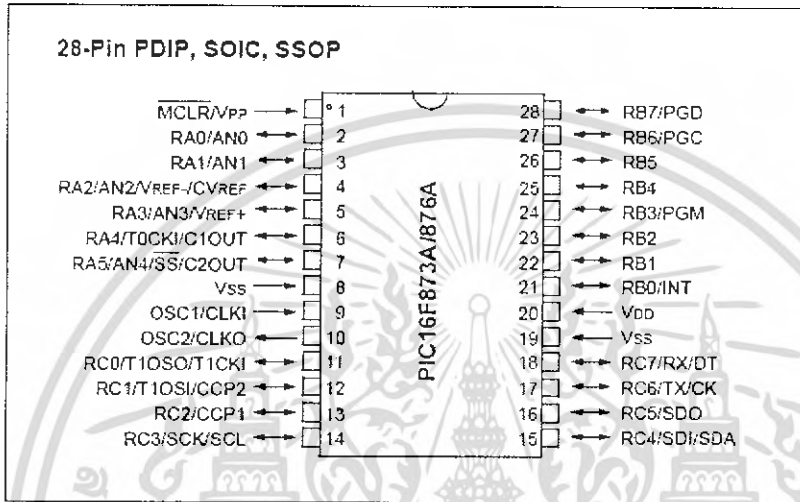 28-Pin PDIP, SOIC, SSOP
MCLR/VPP 1
RA0/AN0 2
RA1/AN1 3
RA2/AN2/VREF-/CVREF 4
RA3/AN3/VREF+ 5
RA4/T0CKI/C1OUT 6
RA5/AN4/SS/C2OUT 7
VSS 8
OSC1/CLKI 9
OSC2/CLKO 10
RC0/T1OSO/T1CKI 11
RC1/T1OSI/CCP2 12
RC2/CCP1 13
RC3/SCK/SCL 14
PIC16F873A/876A
28 RB7/PGD
27 RB6/PGC
26 RB5
25 RB4
24 RB3/PGM
23 RB2
22 RB1
21 RB0/INT
20 VDD
19 VSS
18 RC7/RX/DT
17 RC6/TX/CK
16 RC5/SDO
15 RC4/SDI/SDA